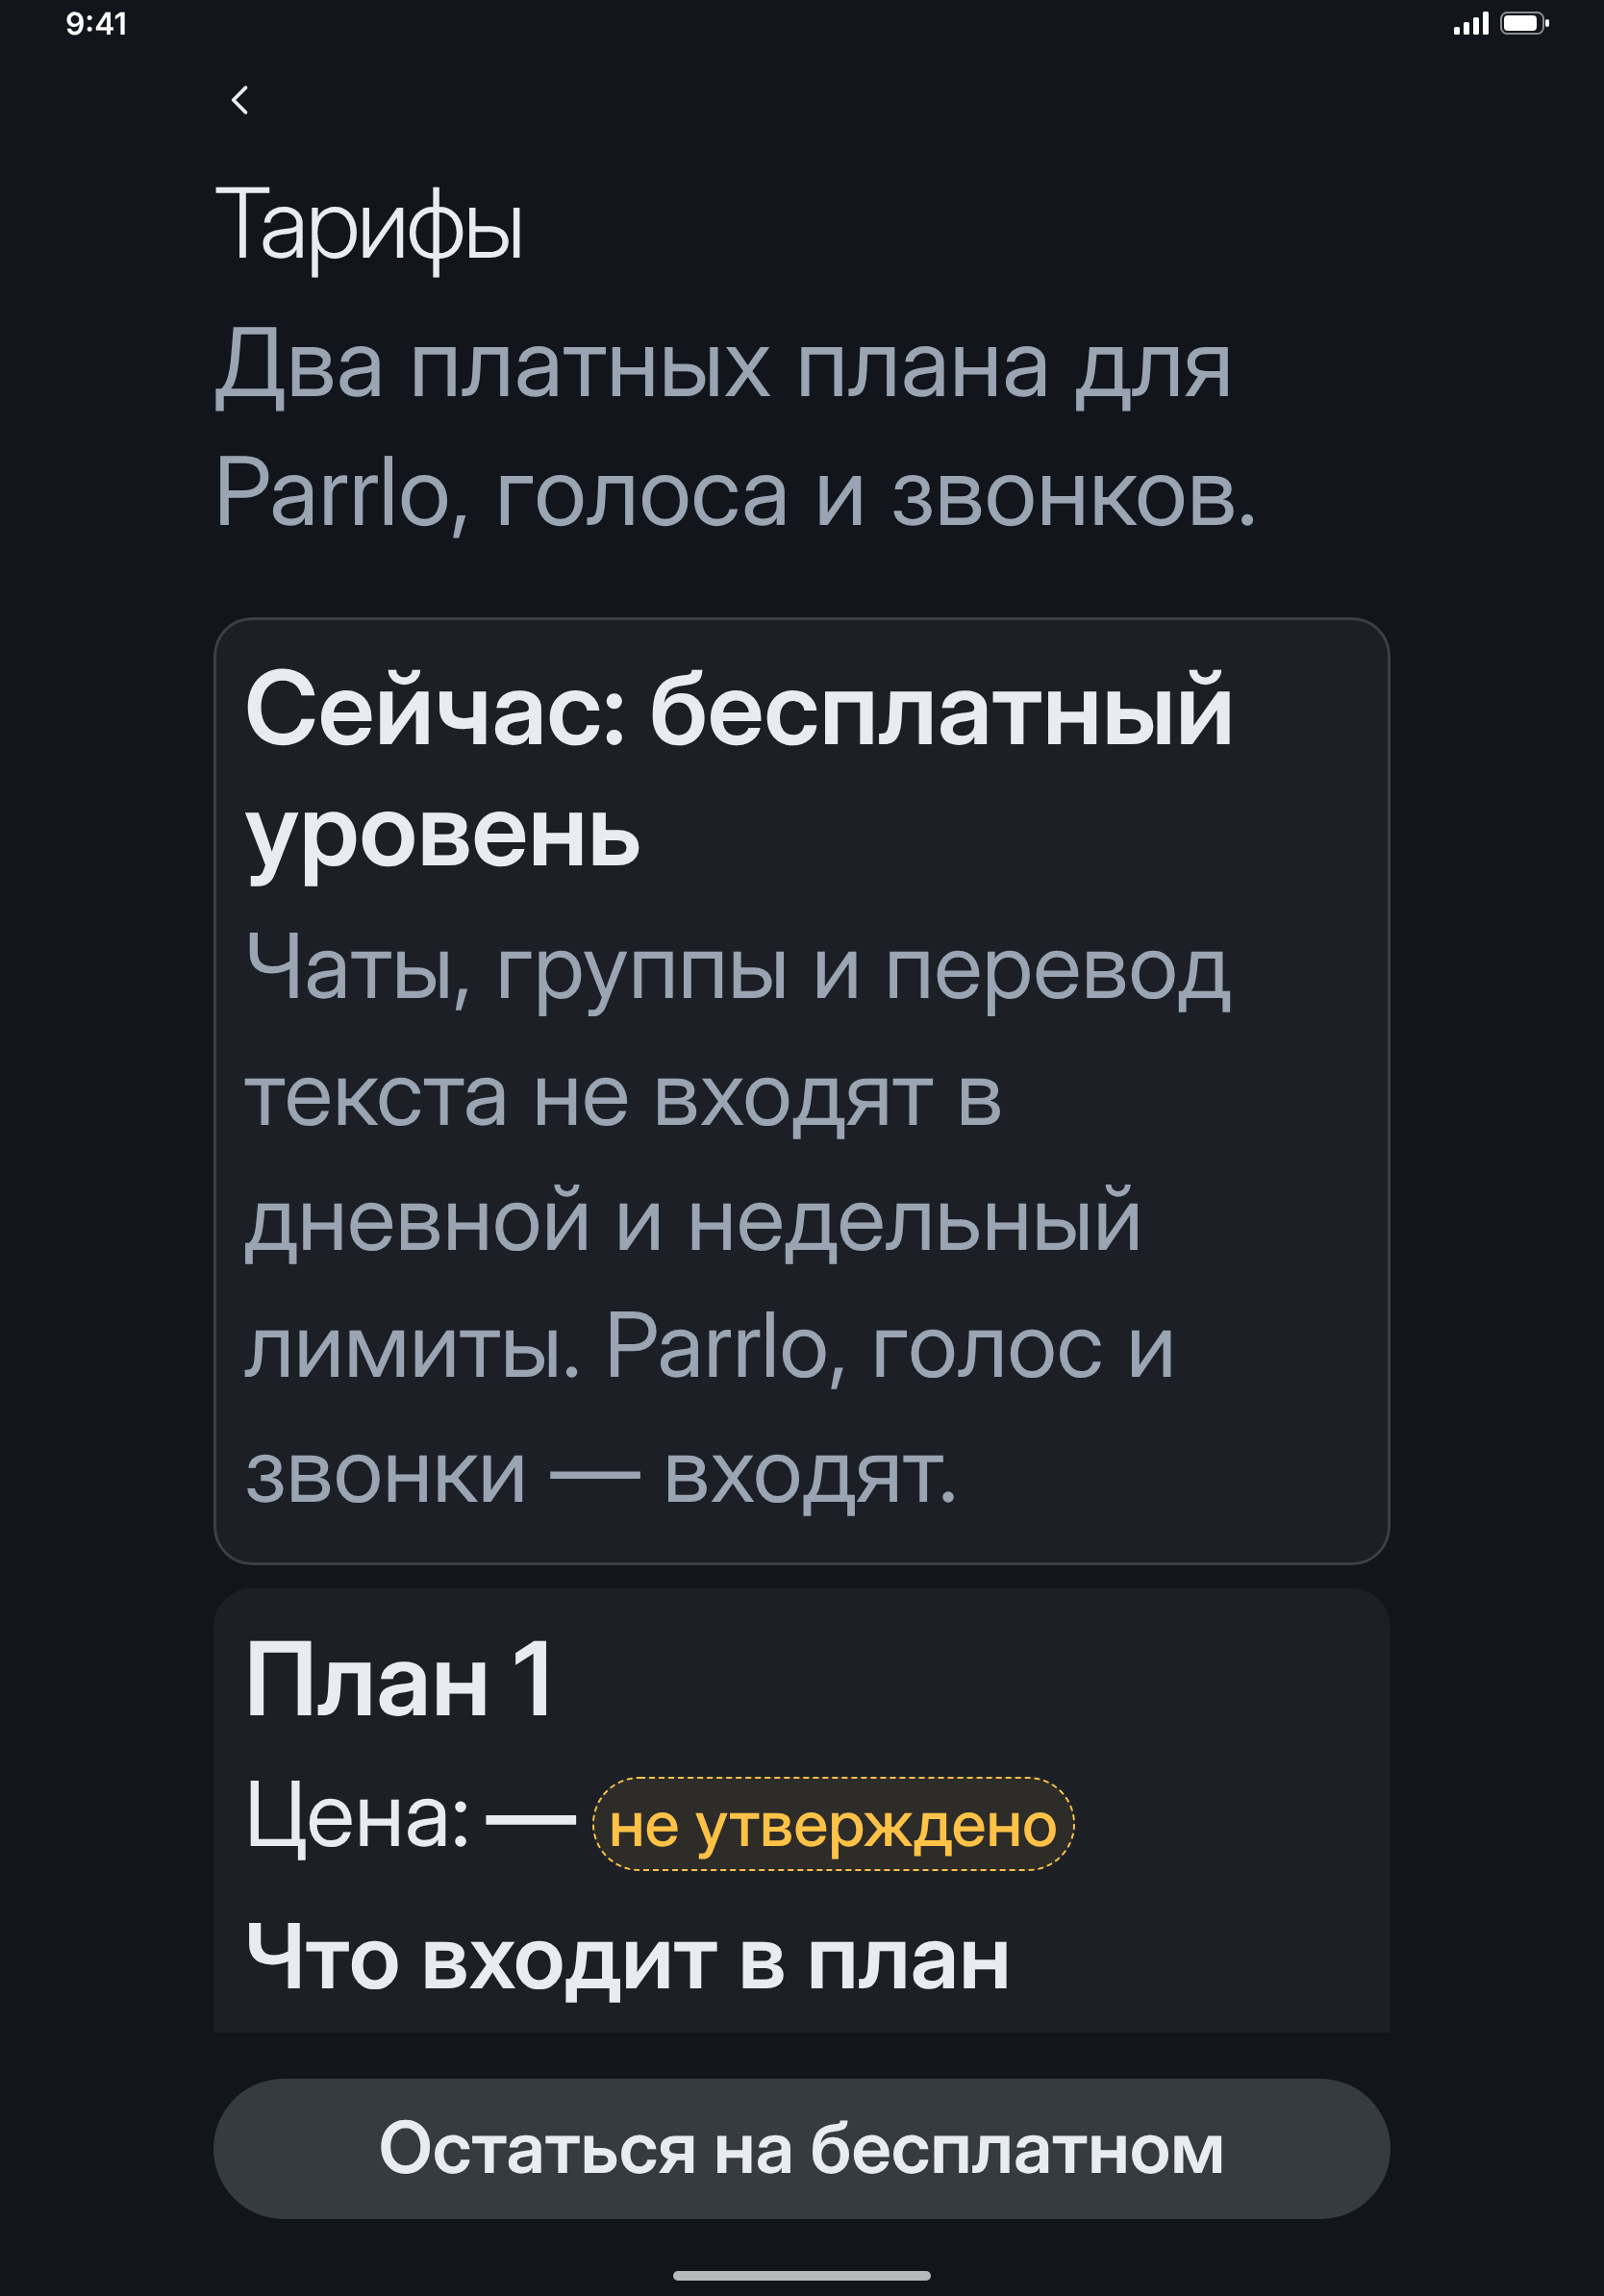 9:41
Тарифы
Два платных плана для
Parrlo, голоса и звонков.
Сейчас: бесплатный
уровень
Чаты, группы и перевод
текста не входят в
дневной и недельный
лимиты. Parrlo, голос и
звонки — входят.
План 1
Цена: — не утверждено
Что входит в план
Остаться на бесплатном